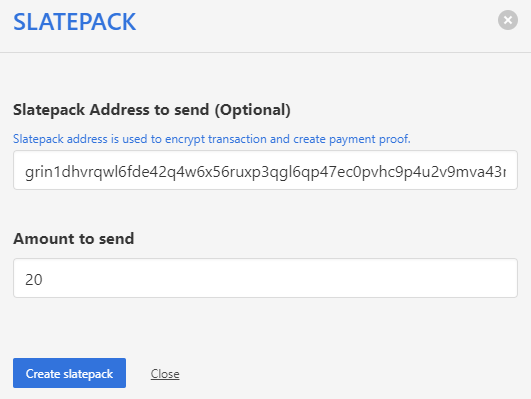 SLATEPACK
Slatepack Address to send (Optional)
Slatepack address is used to encrypt transaction and create payment proof.
grin1dhvrqwl6fde42q4w6x56ruxp3qgl6qp47ec0pvhc9p4u2v9mva43r
Amount to send
20
Create slatepack
Close